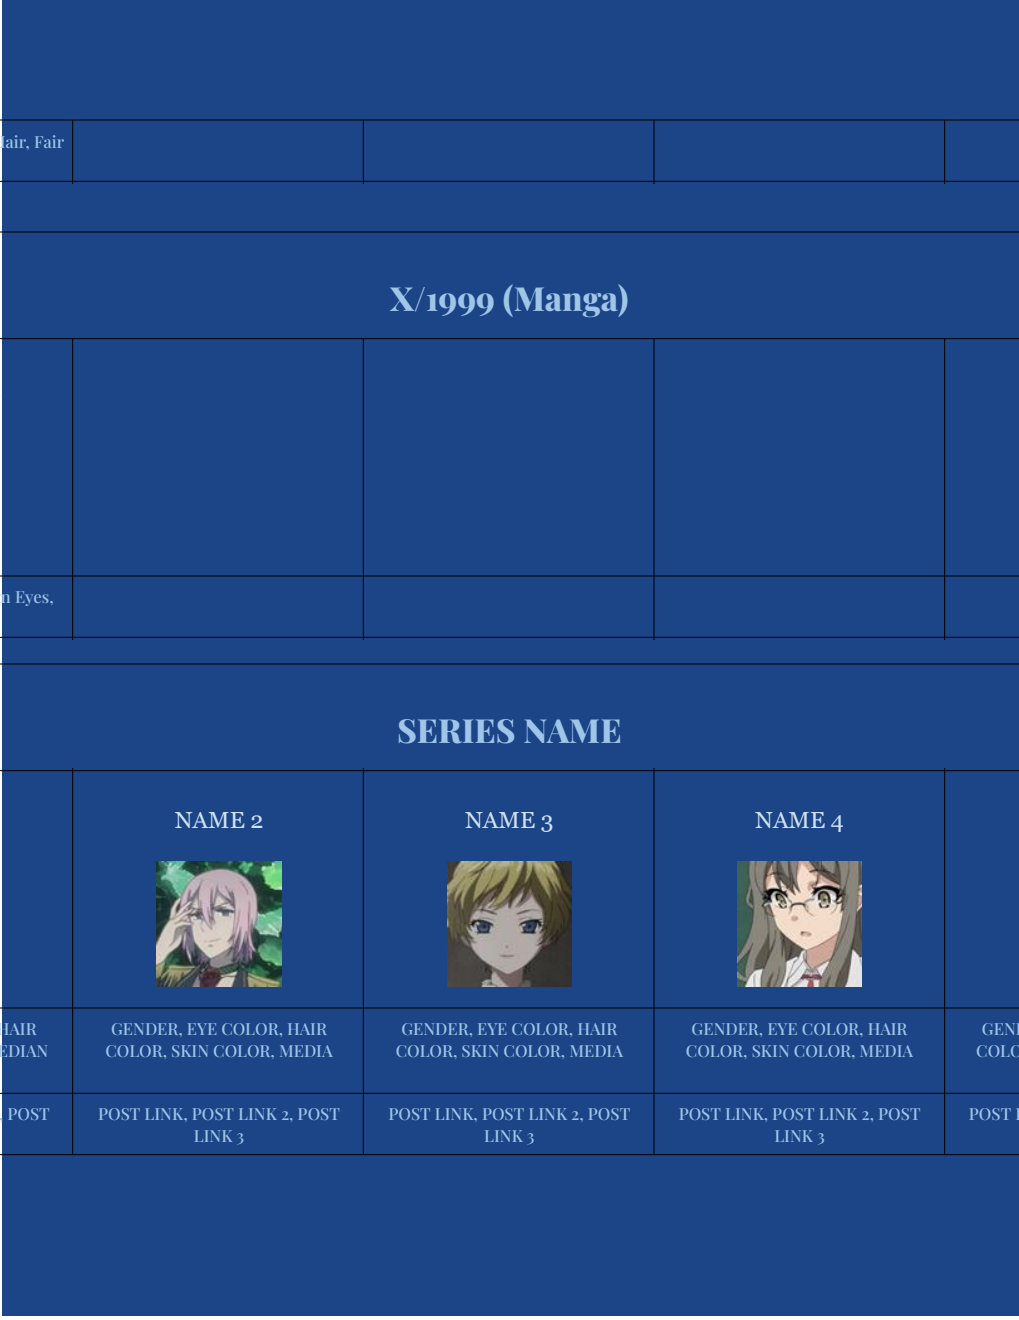 Fair
X/1999 (Manga)
Eyes,
SERIES NAME
NAME 2
NAME 3
NAME 4
HAIR
GENDER, EYE COLOR, HAIR
GENDER, EYE COLOR, HAIR
GENDER, EYE COLOR, HAIR
COLOR, SKIN COLOR, MEDIA
COLOR, SKIN COLOR, MEDIA
COLOR, SKIN COLOR, MEDIA
POST
POST LINK, POST LINK 2, POST
LINK 3
POST LINK, POST LINK 2, POST
LINK 3
POST LINK, POST LINK 2, POST
LINK 3
POST